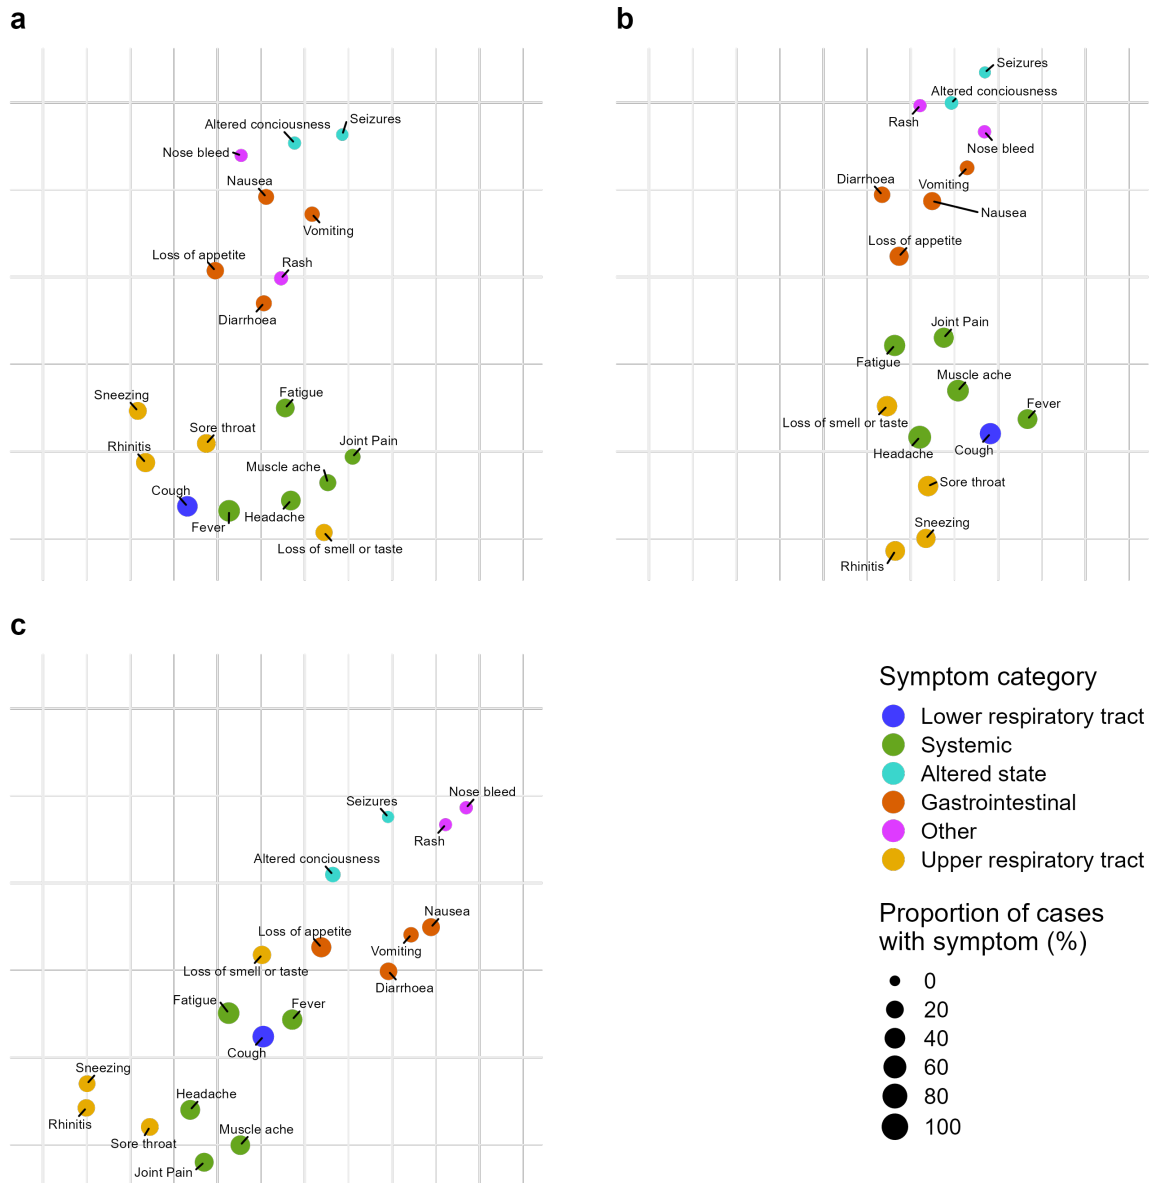 a
Altered conciousness
Seizures
Nose bleed
Nausea
Vomiting
Loss of appetite
Rash
Diarrhoea
Sneezing
Fatigue
Sore throat
Rhinitis
Joint Pain
Muscle ache
Cough
Headache
Fever
Loss of smell or taste
b
Seizures
Altered conciousness
Rash
Nose bleed
Diarrhoea
Vomiting
Nausea
Loss of appetite
Joint Pain
Fatigue
Muscle ache
Fever
Loss of smell or taste
Cough
Headache
Sore throat
Sneezing
Rhinitis
c
Nose bleed
Seizures
Rash
Altered conciousness
Nausea
Loss of appetite
Vomiting
Loss of smell or taste
Diarrhoea
Fatigue
Fever
Cough
Sneezing
Headache
Rhinitis
Muscle ache
Sore throat
Joint Pain
Symptom category
Lower respiratory tract
Systemic
Altered state
Gastrointestinal
Other
Upper respiratory tract
Proportion of cases
with symptom (%)
0
20
40
60
80
100